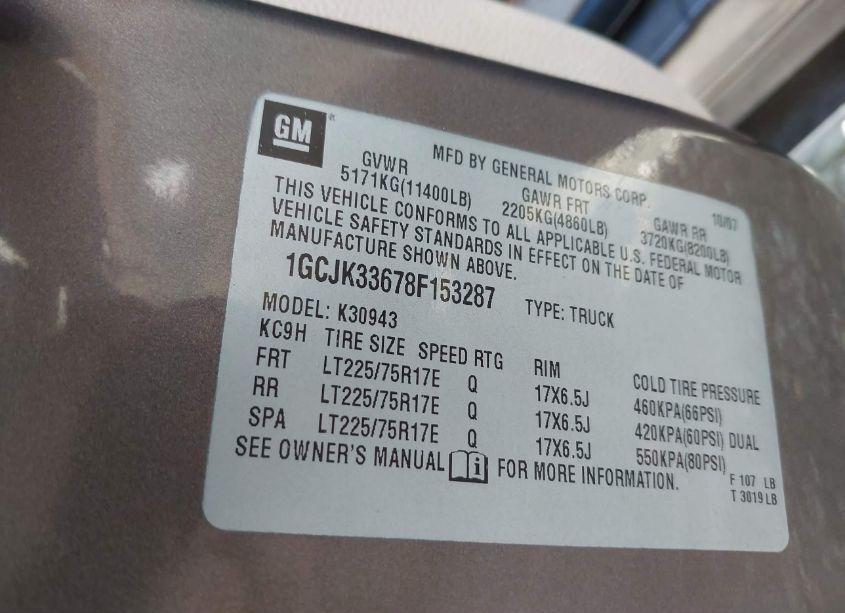 GM ®
MFD BY GENERAL MOTORS CORP. 10/07
GVWR GAWR FRT GAWR RR
5171KG(11400LB) 2205KG(4860LB) 3720KG(8200LB)
THIS VEHICLE CONFORMS TO ALL APPLICABLE U.S. FEDERAL MOTOR
VEHICLE SAFETY STANDARDS IN EFFECT ON THE DATE OF
MANUFACTURE SHOWN ABOVE.
1GCJK33678F153287 TYPE: TRUCK
MODEL: K30943
KC9H TIRE SIZE SPEED RTG RIM COLD TIRE PRESSURE
FRT LT225/75R17E Q 17X6.5J 460KPA(66PSI)
RR LT225/75R17E Q 17X6.5J 420KPA(60PSI) DUAL
SPA LT225/75R17E Q 17X6.5J 550KPA(80PSI)
SEE OWNER'S MANUAL i FOR MORE INFORMATION.
F 107 LB
T 3019 LB